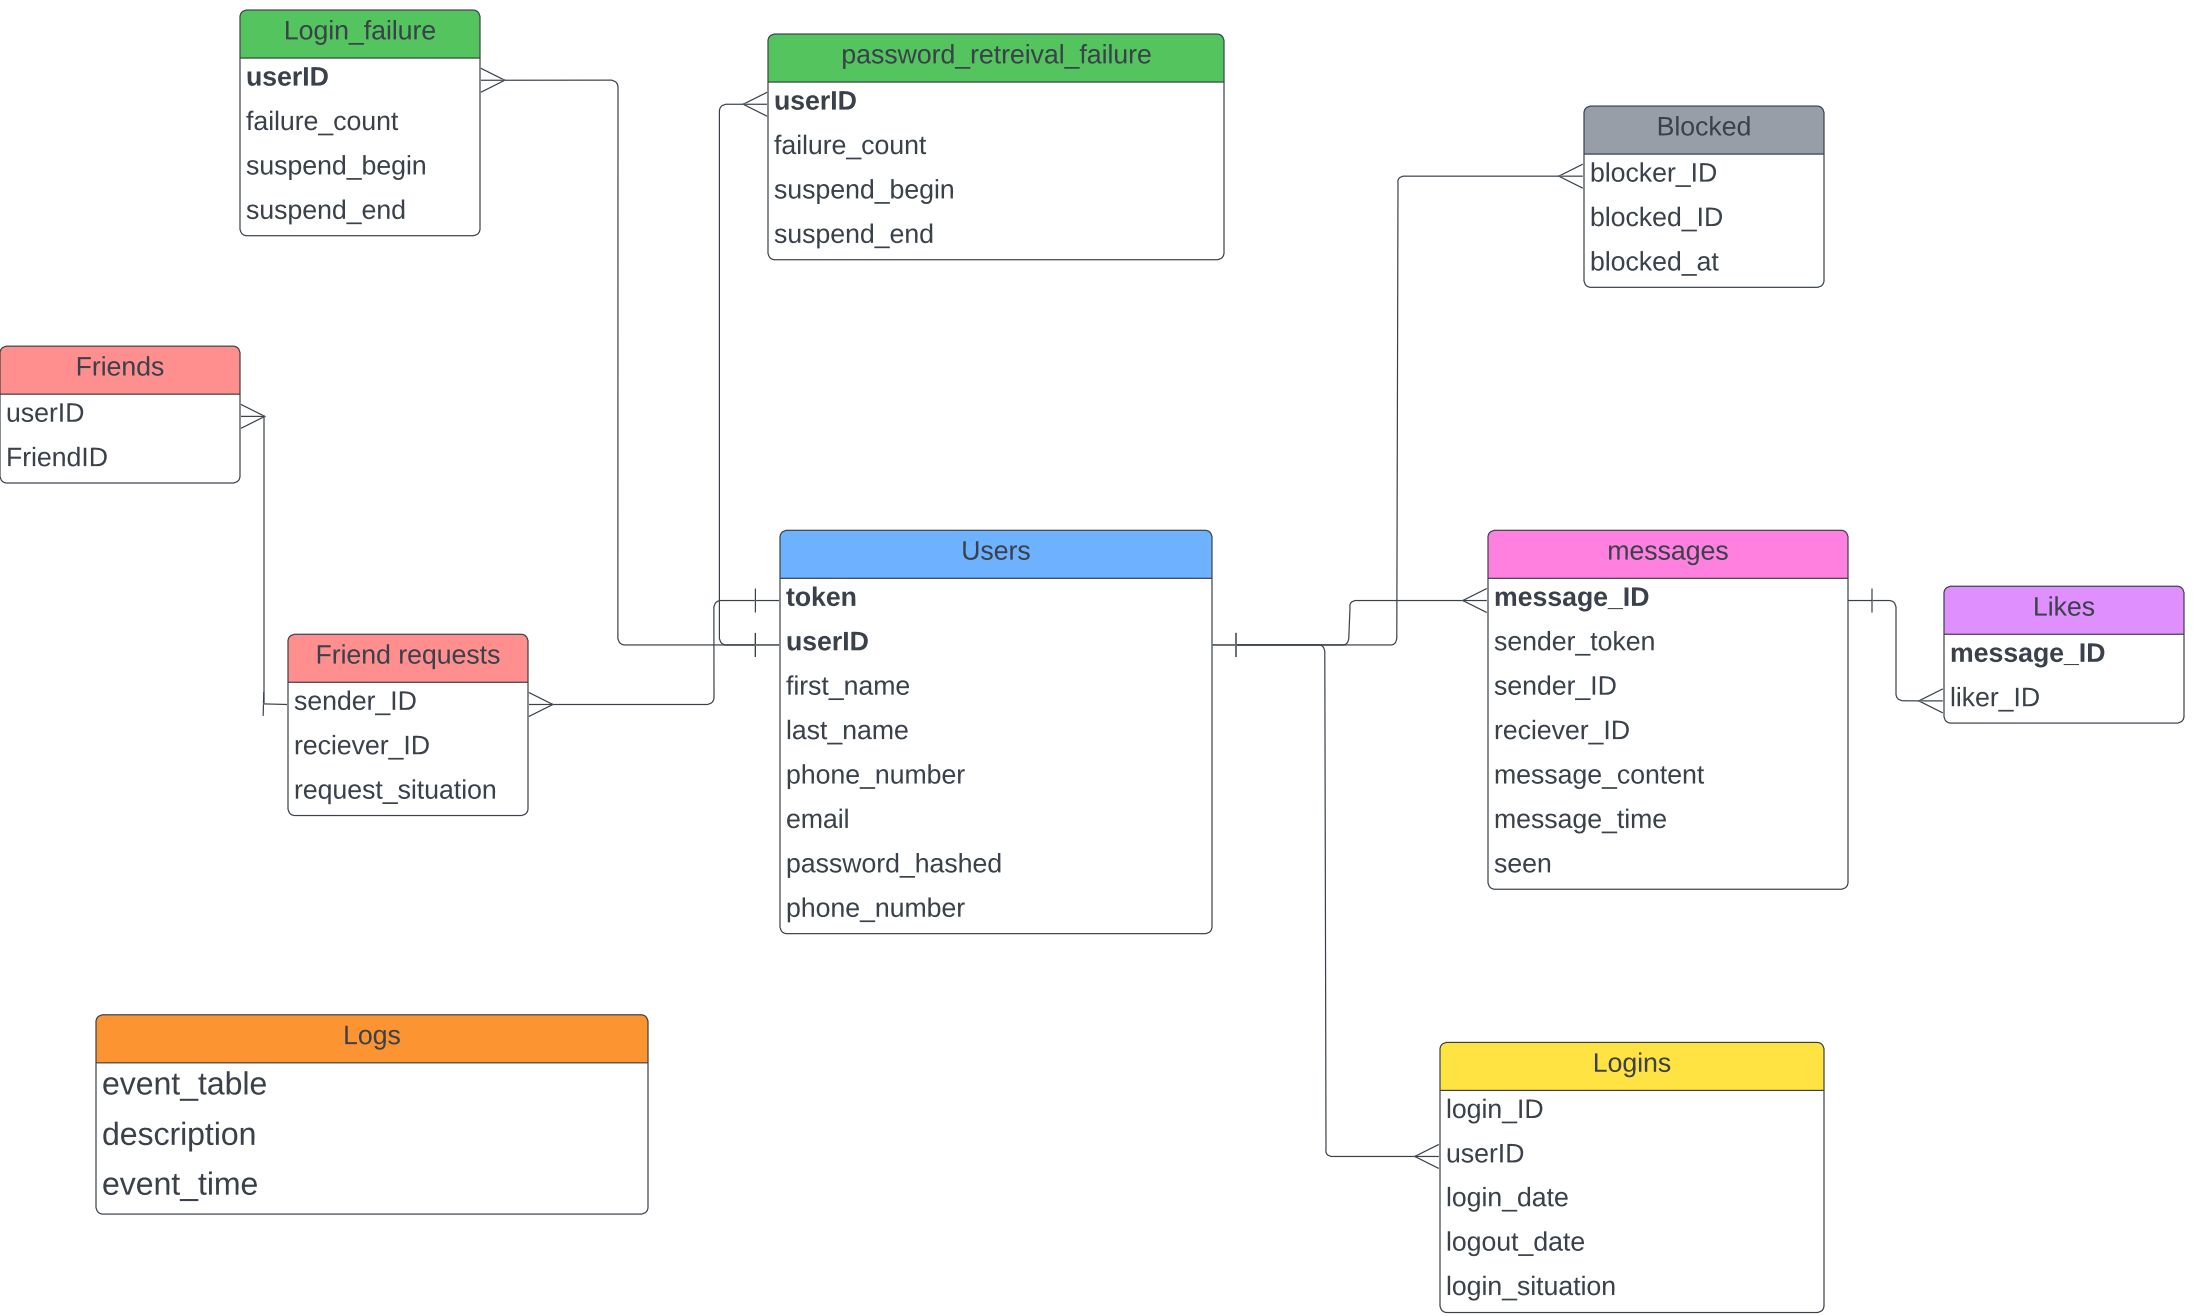 Login_failure
userID
failure_count
suspend_begin
suspend_end
password_retreival_failure
userID
failure_count
suspend_begin
suspend_end
Blocked
blocker_ID
blocked_ID
blocked_at
Friends
userID
FriendID
Friend requests
sender_ID
reciever_ID
request_situation
Users
token
userID
first_name
last_name
phone_number
email
password_hashed
phone_number
messages
message_ID
sender_token
sender_ID
reciever_ID
message_content
message_time
seen
Likes
message_ID
liker_ID
Logs
event_table
description
event_time
Logins
login_ID
userID
login_date
logout_date
login_situation